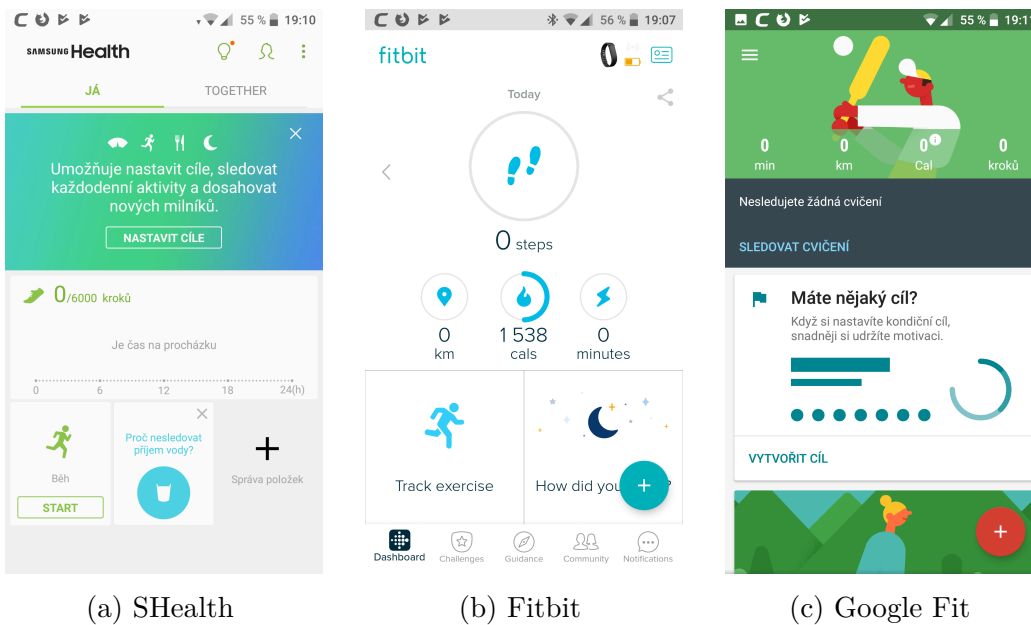 55 % 19:10
SAMSUNG Health
JÁ TOGETHER
Umožňuje nastavit cíle, sledovat
každodenní aktivity a dosahovat
nových milníků.
NASTAVIT CÍLE
0/6000 kroků
Je čas na procházku
0 6 12 18 24(h)
Běh
START
Proč nesledovat
příjem vody?
Správa položek
(a) SHealth
56 % 19:07
fitbit
Today
0 steps
0 km
1 538 cals
0 minutes
Track exercise
How did you ?
Dashboard Challenges Guidance Community Notifications
(b) Fitbit
55 %
0 0 0 0
min km Cal kroků
Nesledujete žádná cvičení
SLEDOVAT CVIČENÍ
Máte nějaký cíl?
Když si nastavíte kondiční cíl,
snadněji si udržíte motivaci.
VYTVOŘIT CÍL
(c) Google Fit